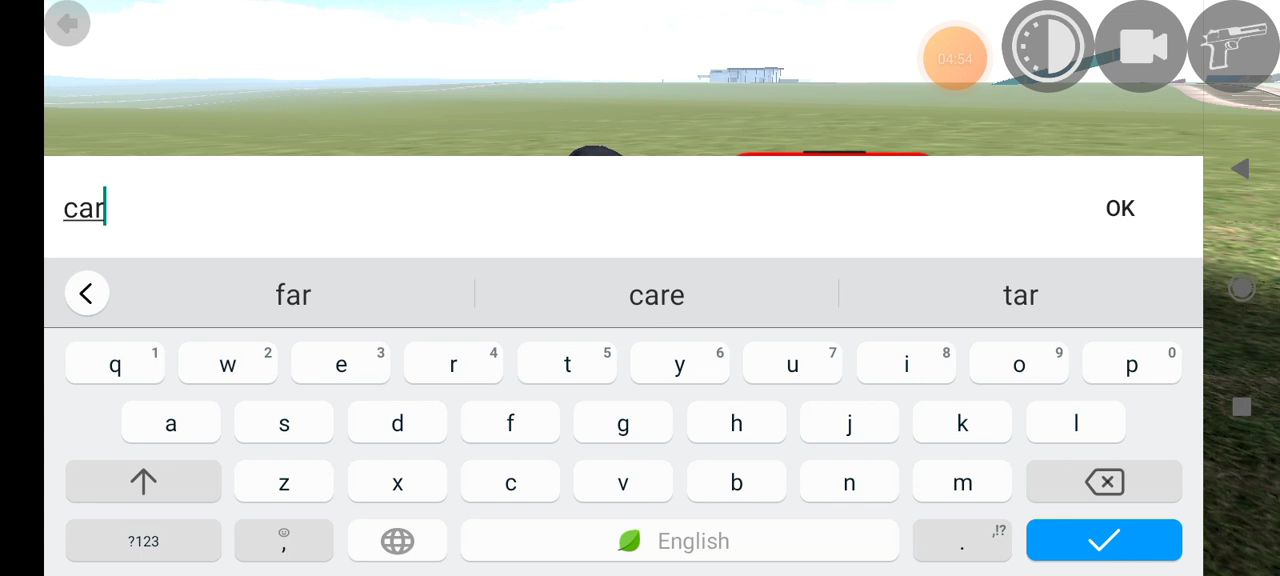 04:54
car
OK
far care tar
q 1 w 2 e 3 r 4 t 5 y 6 u 7 i 8 o 9 p 0
a s d f g h j k l
z x c v b n m
?123 , English . ,!?